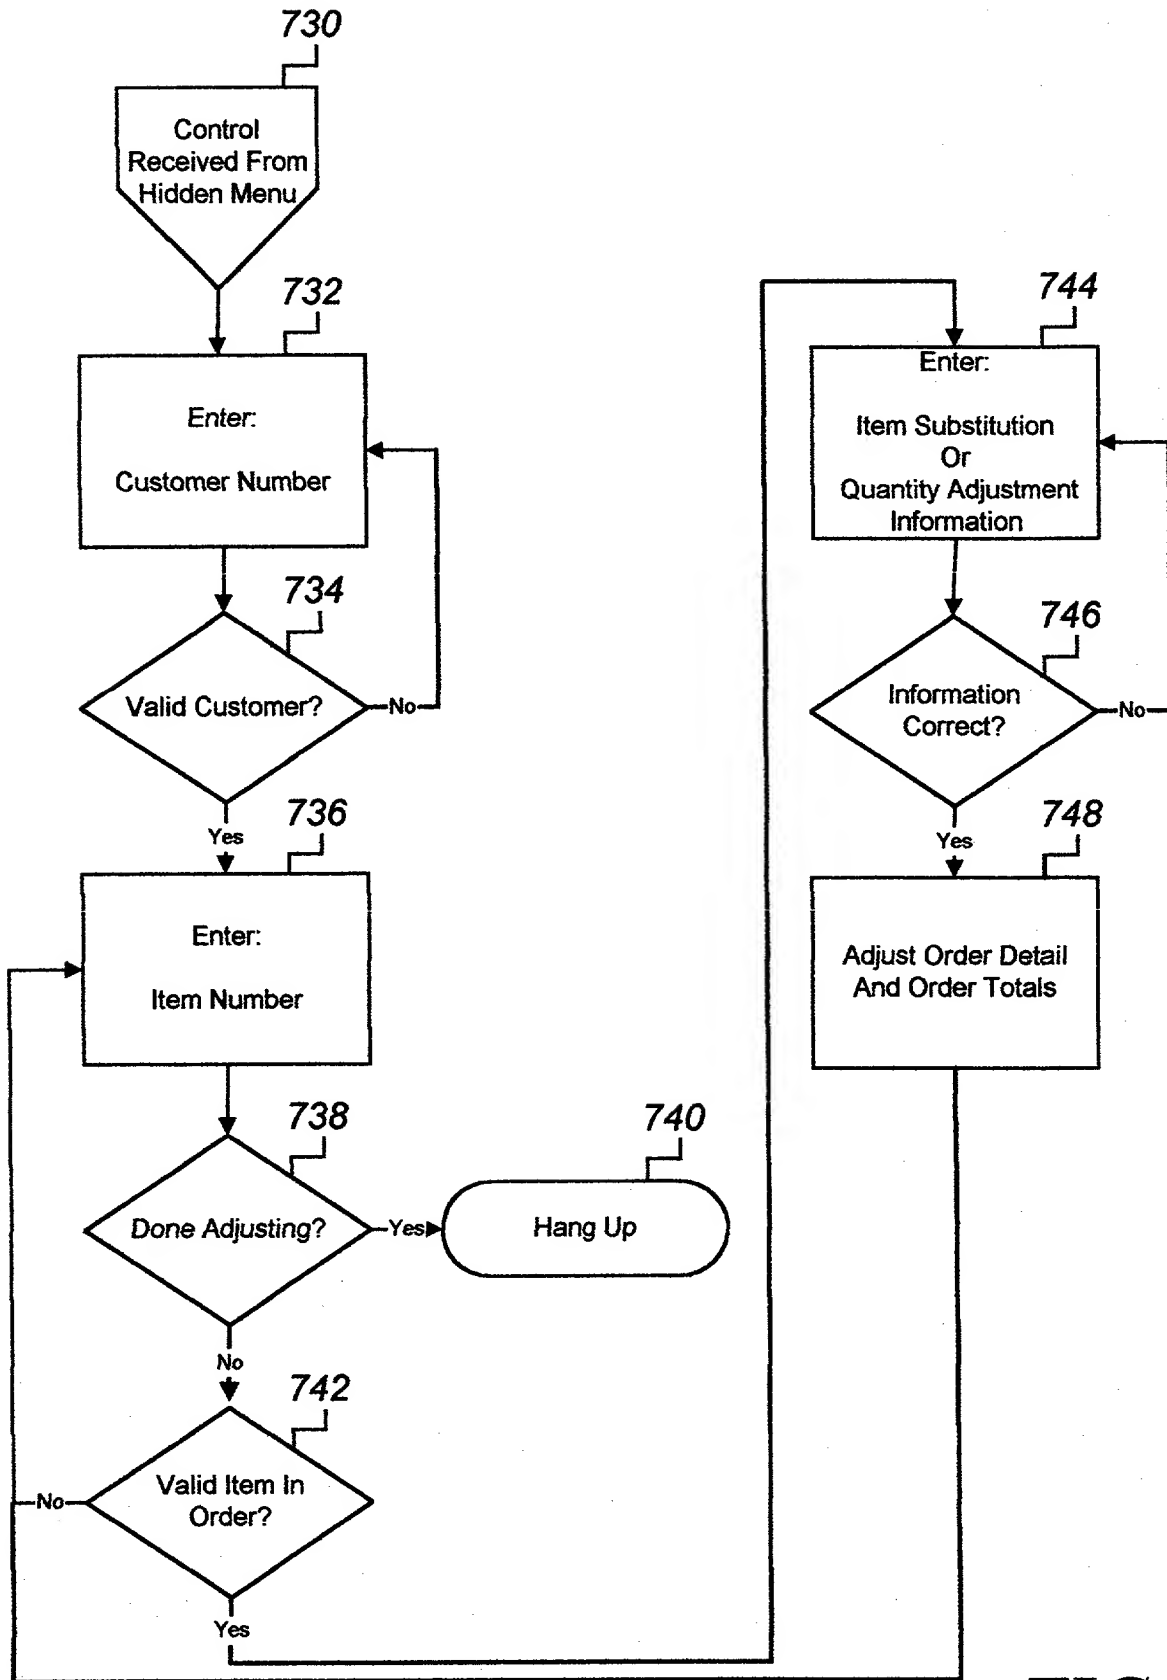 730
Control
Received From
Hidden Menu
732
Enter:
Customer Number
734
Valid Customer?
No
Yes
736
Enter:
Item Number
738
Done Adjusting?
Yes
740
Hang Up
No
742
Valid Item In
Order?
No
Yes
744
Enter:
Item Substitution
Or
Quantity Adjustment
Information
746
Information
Correct?
No
Yes
748
Adjust Order Detail
And Order Totals